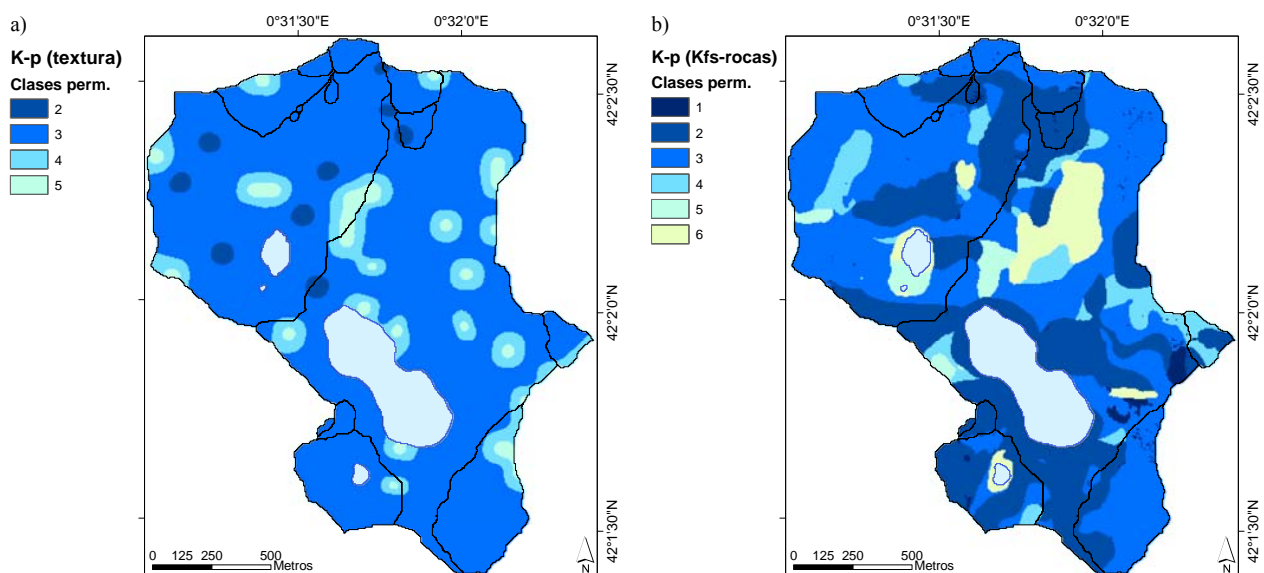 a)
0°31'30"E
0°32'0"E
K-p (textura)
Clases perm.
2
3
4
5
42°2'30"N
42°2'0"N
42°1'30"N
0 125 250 500
Metros
N
b)
0°31'30"E
0°32'0"E
K-p (Kfs-rocas)
Clases perm.
1
2
3
4
5
6
42°2'30"N
42°2'0"N
42°1'30"N
0 125 250 500
Metros
N